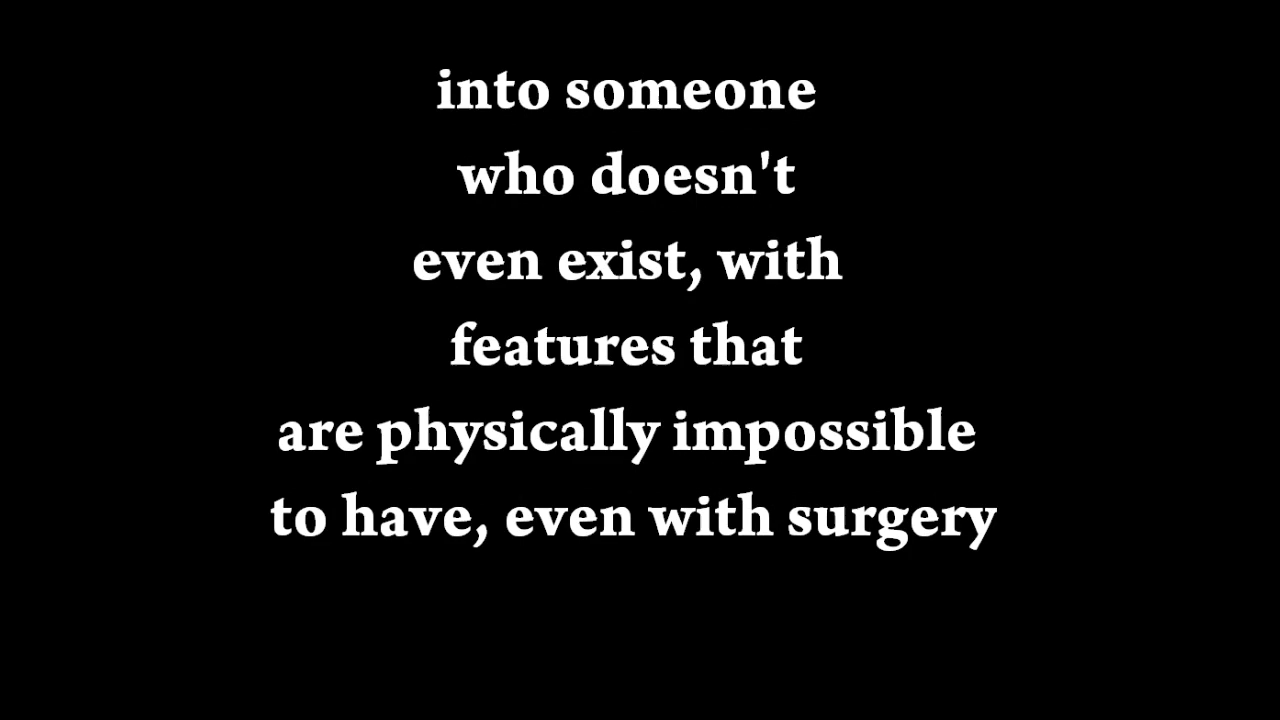 into someone
who doesn't
even exist, with
features that
are physically impossible
to have, even with surgery